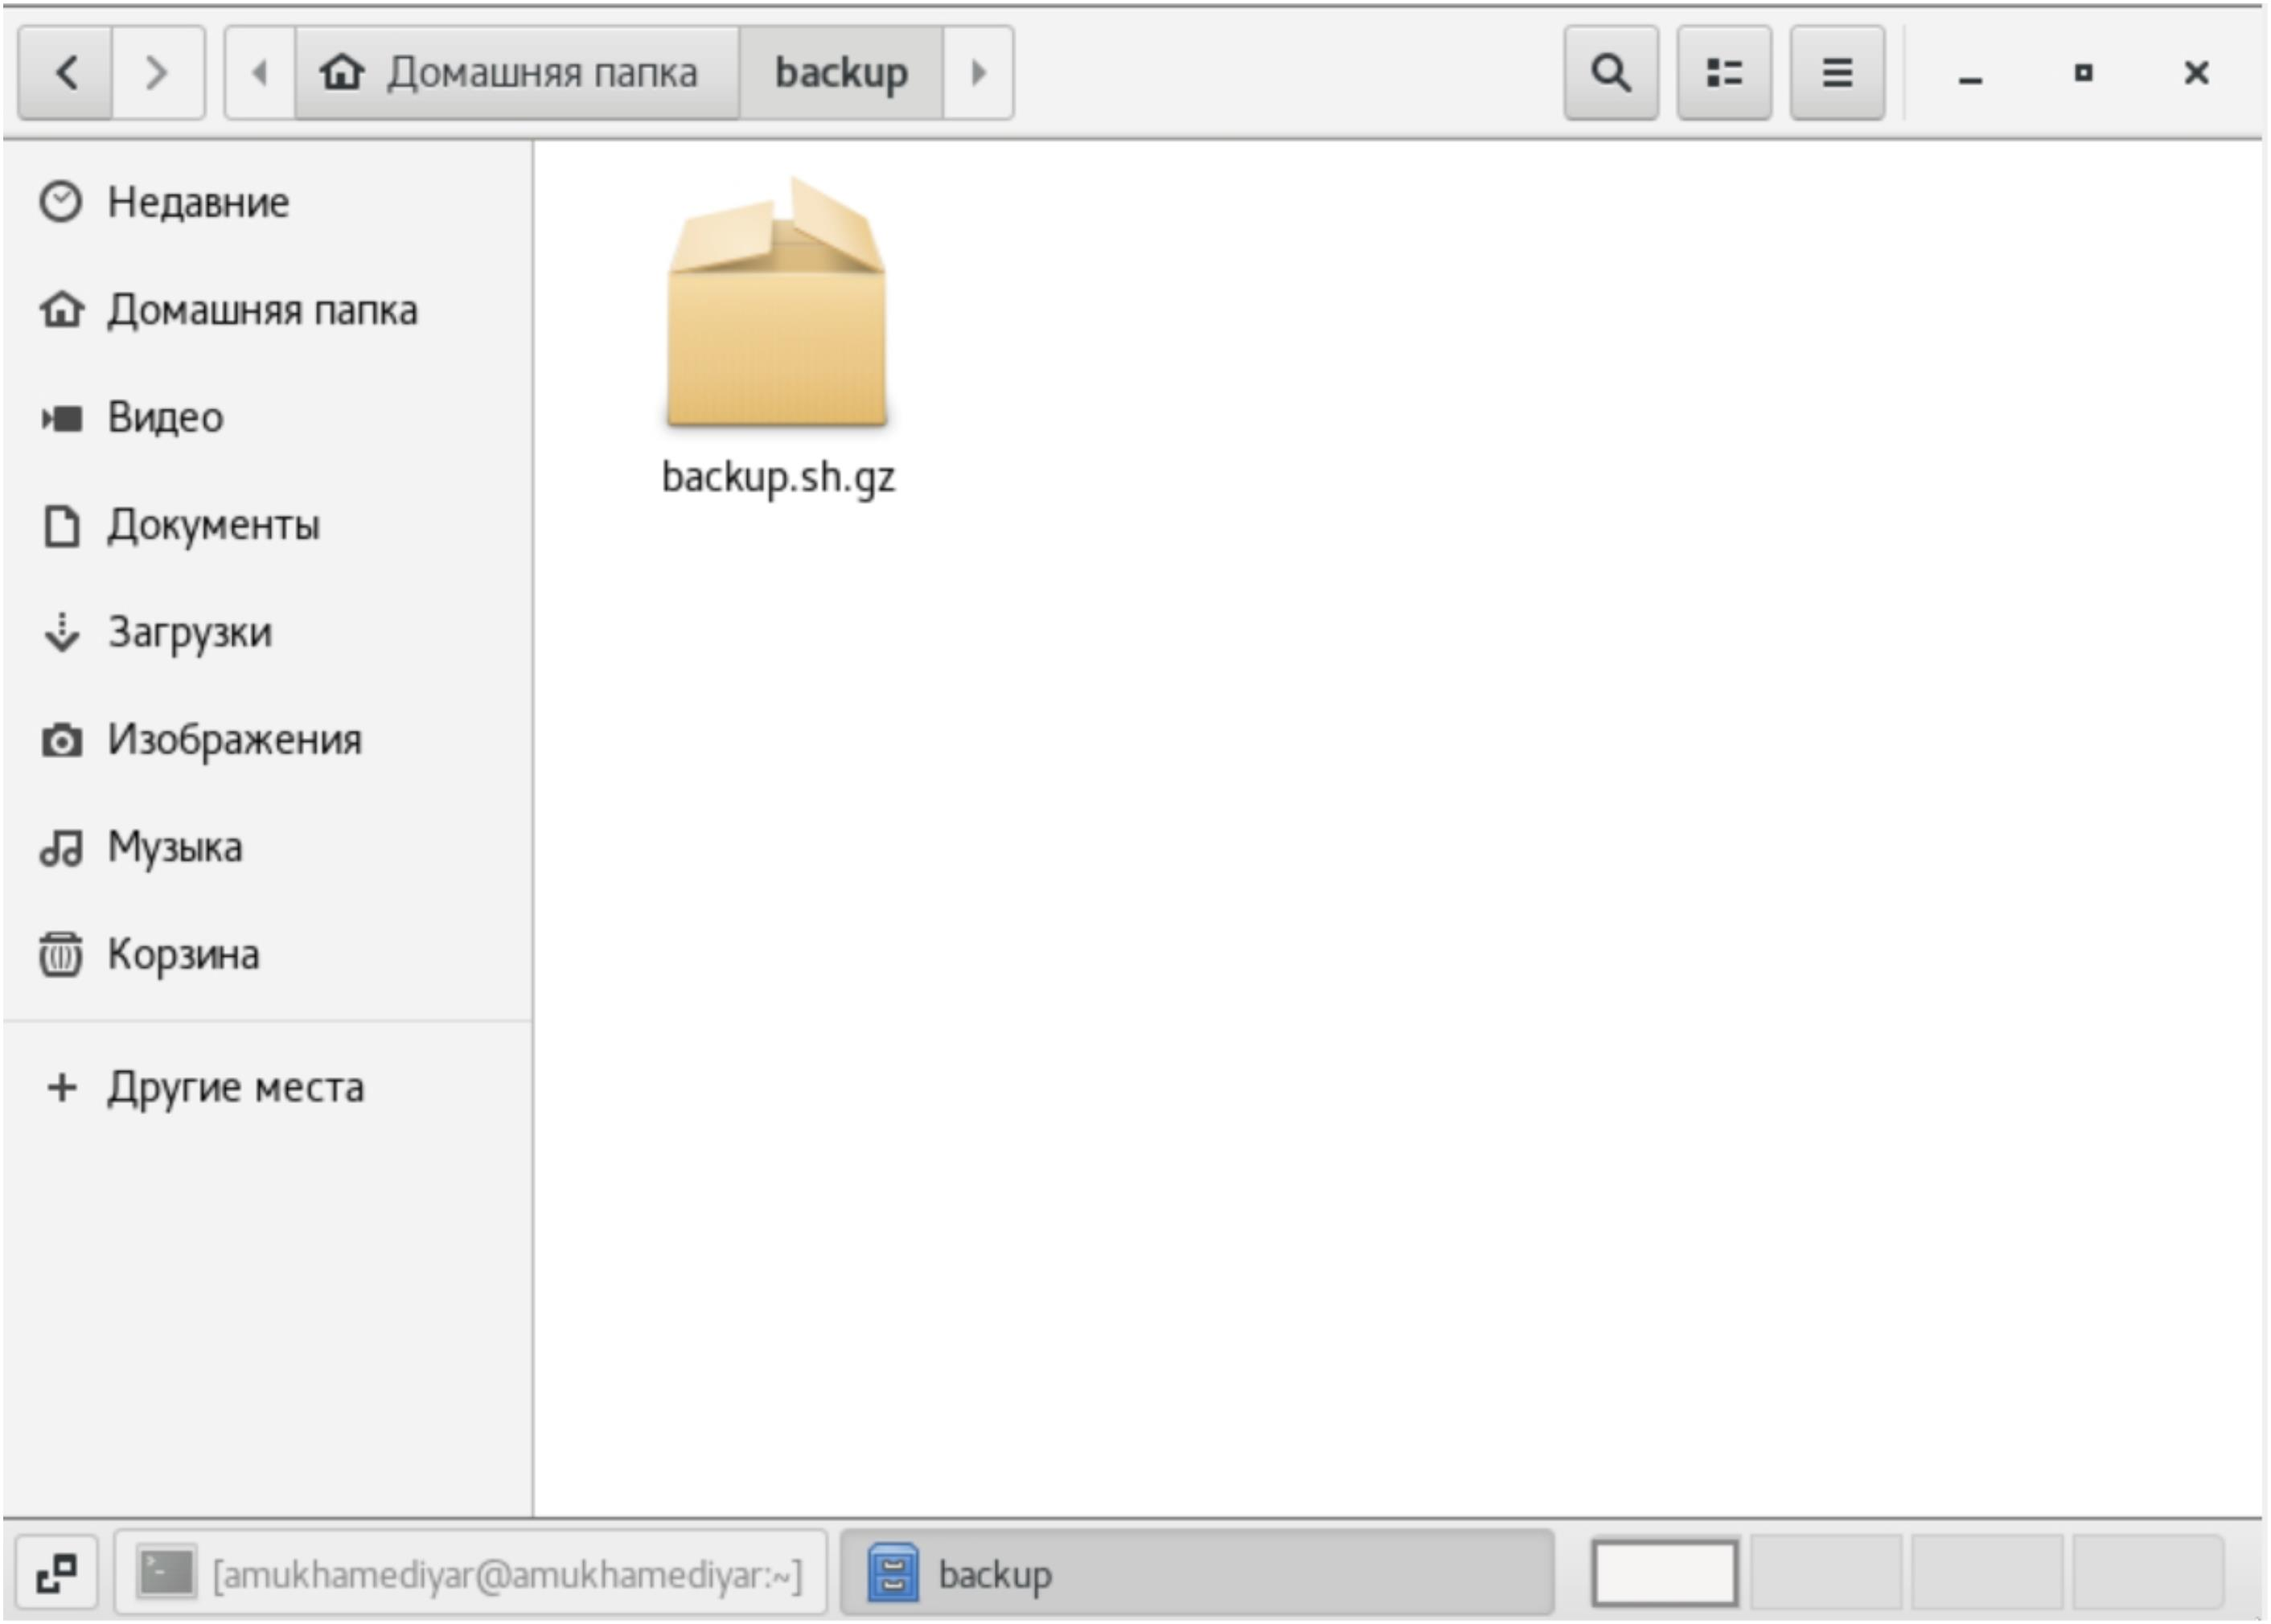 Домашняя папка backup
Недавние
Домашняя папка
Видео
Документы
Загрузки
Изображения
Музыка
Корзина
Другие места
backup.sh.gz
[amukhamediyar@amukhamediyar:~] backup